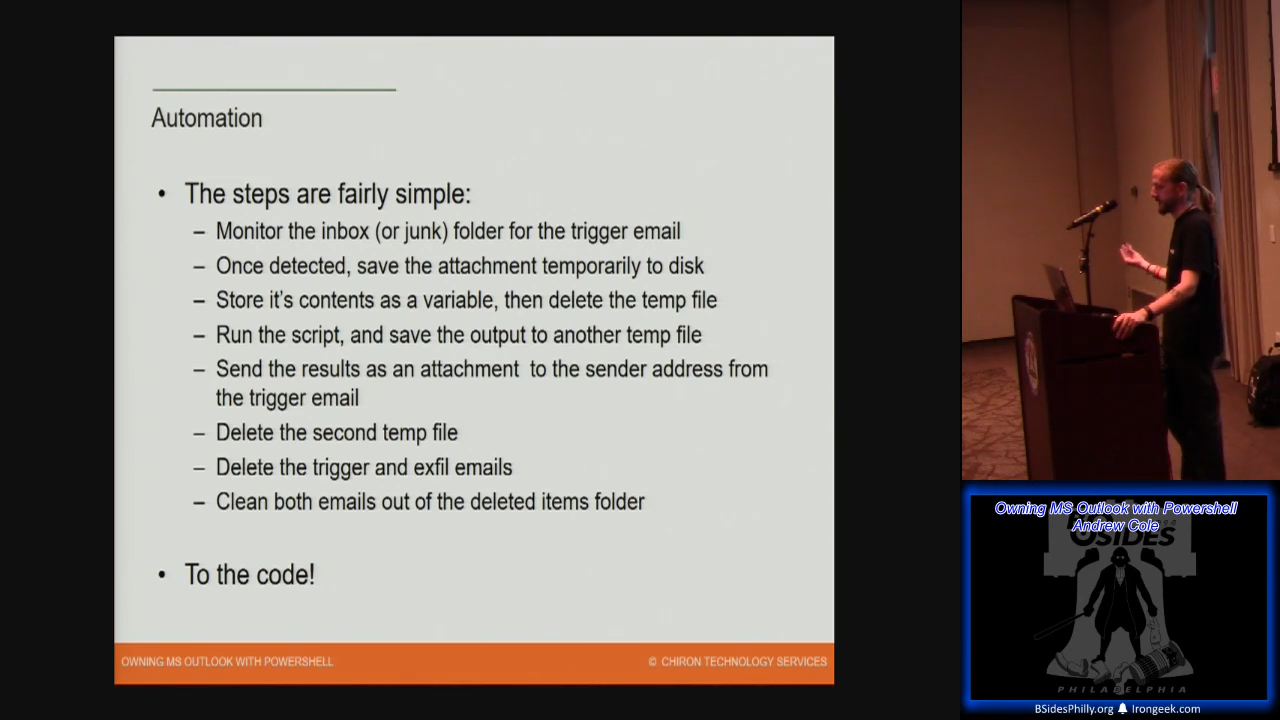 Automation
• The steps are fairly simple:
– Monitor the inbox (or junk) folder for the trigger email
– Once detected, save the attachment temporarily to disk
– Store it's contents as a variable, then delete the temp file
– Run the script, and save the output to another temp file
– Send the results as an attachment  to the sender address from
the trigger email
– Delete the second temp file
– Delete the trigger and exfil emails
– Clean both emails out of the deleted items folder
• To the code!
OWNING MS OUTLOOK WITH POWERSHELL
© CHIRON TECHNOLOGY SERVICES
Owning MS Outlook with Powershell
Andrew Cole
SIDES
PHILADELPHIA
BSidesPhilly.org Irongeek.com